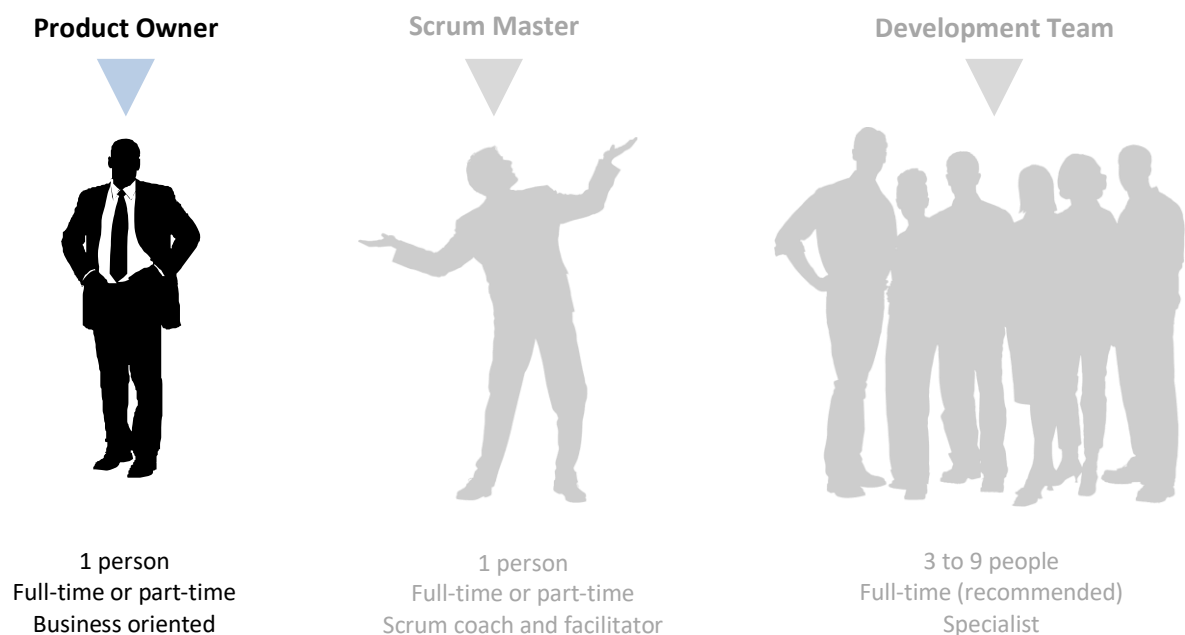 Product Owner
Scrum Master
Development Team
1 person
Full-time or part-time
Business oriented
1 person
Full-time or part-time
Scrum coach and facilitator
3 to 9 people
Full-time (recommended)
Specialist